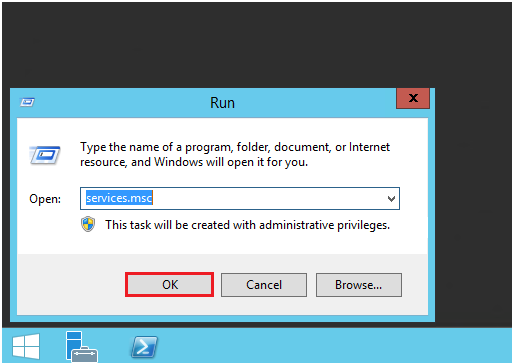 Run
x
Type the name of a program, folder, document, or Internet
resource, and Windows will open it for you.
Open: services.msc
This task will be created with administrative privileges.
OK Cancel Browse...